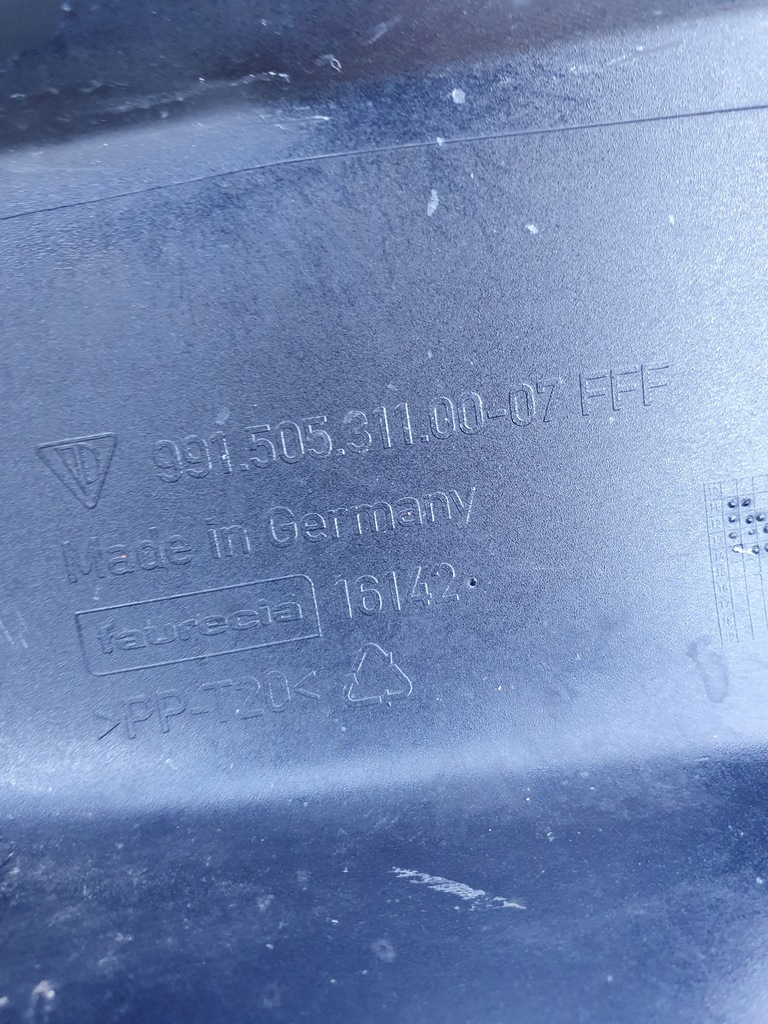 991.505.311.00-07 FFF
Made in Germany
faurecia 16142
>PP-T20<